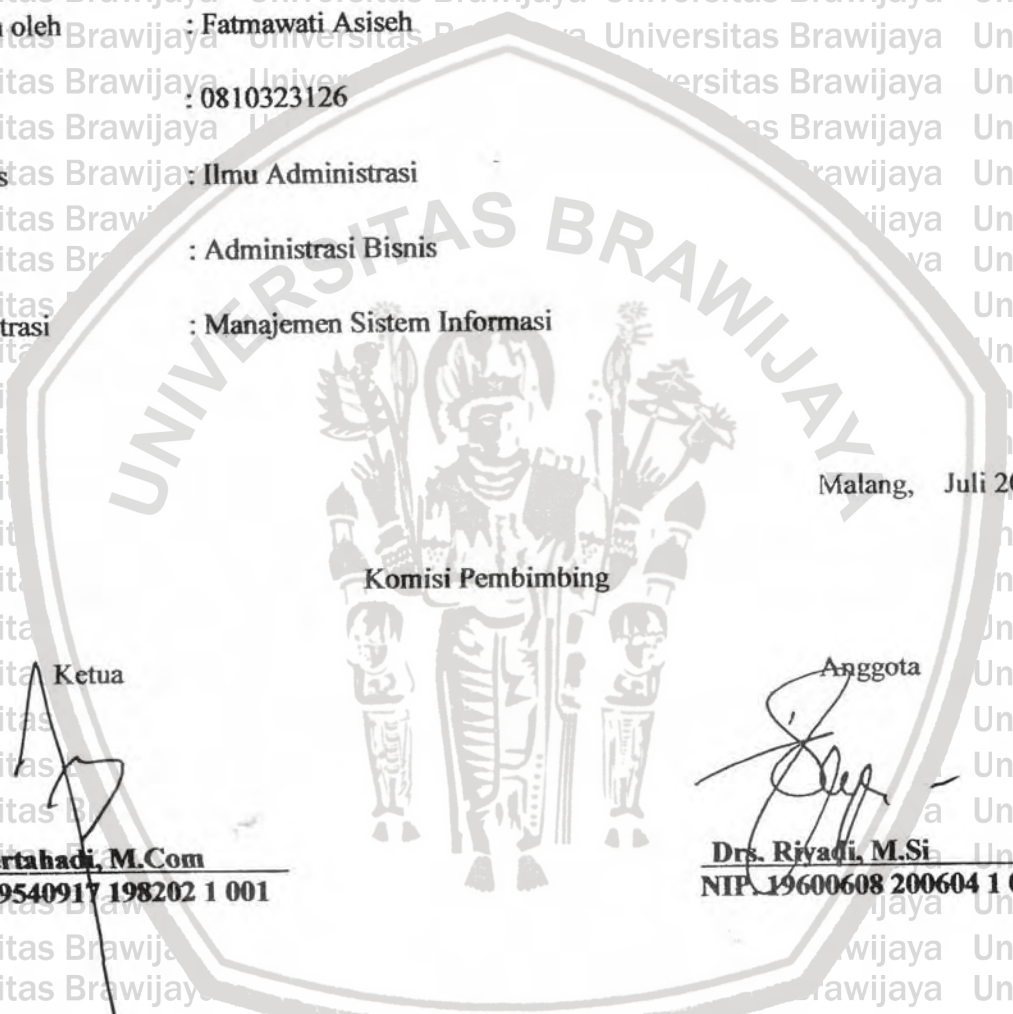 oleh : Fatmawati Asiseh
: 0810323126
: Ilmu Administrasi
: Administrasi Bisnis
trasi : Manajemen Sistem Informasi
UNIVERSITAS BRAWIJAYA
Malang, Juli 20
Komisi Pembimbing
Ketua Anggota
rtahadi, M.Com Drs. Riyadi, M.Si
9540917 198202 1 001 NIP. 19600608 200604 1 0